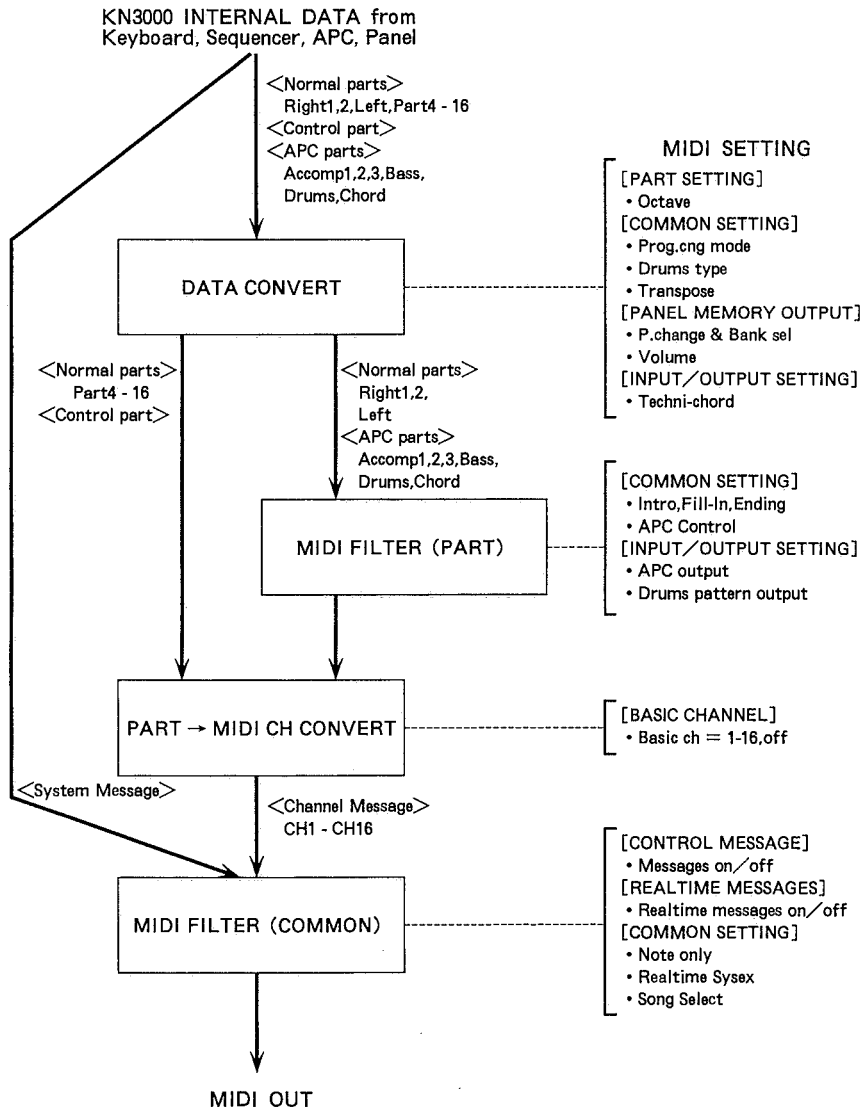 KN3000 INTERNAL DATA from
Keyboard, Sequencer, APC, Panel
<Normal parts>
Right1,2,Left,Part4 - 16
<Control part>
<APC parts>
Accomp1,2,3,Bass,
Drums,Chord
MIDI SETTING
[PART SETTING]
• Octave
[COMMON SETTING]
• Prog.cng mode
• Drums type
• Transpose
[PANEL MEMORY OUTPUT]
• P.change & Bank sel
• Volume
[INPUT／OUTPUT SETTING]
• Techni-chord
DATA CONVERT
<Normal parts>
Part4 - 16
<Control part>
<Normal parts>
Right1,2,
Left
<APC parts>
Accomp1,2,3,Bass,
Drums,Chord
MIDI FILTER (PART)
[COMMON SETTING]
• Intro,Fill-In,Ending
• APC Control
[INPUT／OUTPUT SETTING]
• APC output
• Drums pattern output
PART → MIDI CH CONVERT
[BASIC CHANNEL]
• Basic ch = 1-16,off
<System Message>
<Channel Message>
CH1 - CH16
MIDI FILTER (COMMON)
[CONTROL MESSAGE]
• Messages on／off
[REALTIME MESSAGES]
• Realtime messages on／off
[COMMON SETTING]
• Note only
• Realtime Sysex
• Song Select
MIDI OUT